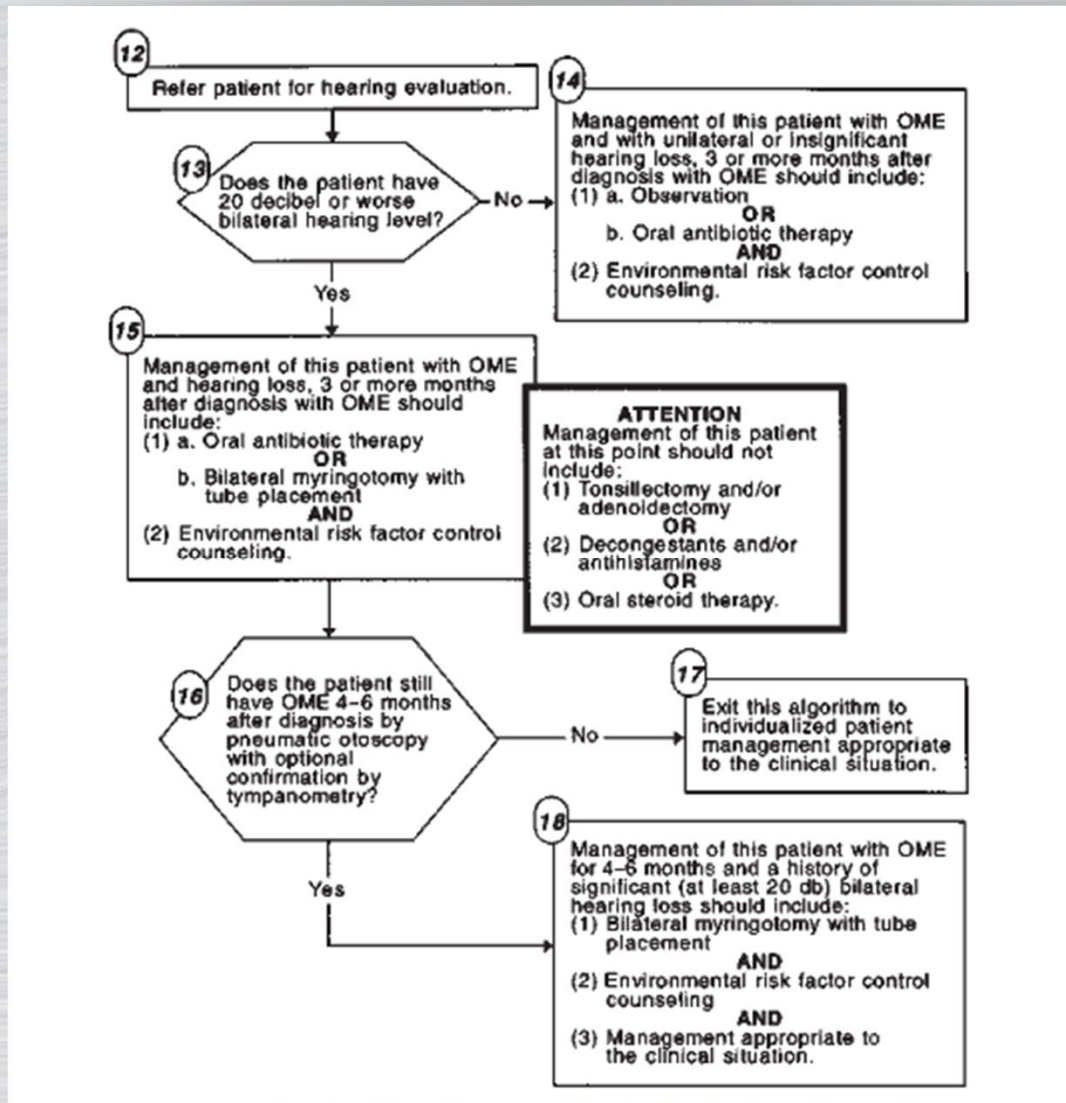 12
Refer patient for hearing evaluation.
13
Does the patient have
20 decibel or worse
bilateral hearing level?
No
14
Management of this patient with OME
and with unilateral or insignificant
hearing loss, 3 or more months after
diagnosis with OME should include:
(1) a. Observation
OR
b. Oral antibiotic therapy
AND
(2) Environmental risk factor control
counseling.
Yes
15
Management of this patient with OME
and hearing loss, 3 or more months
after diagnosis with OME should
include:
(1) a. Oral antibiotic therapy
OR
b. Bilateral myringotomy with
tube placement
AND
(2) Environmental risk factor control
counseling.
ATTENTION
Management of this patient
at this point should not
include:
(1) Tonsillectomy and/or
adenoidectomy
OR
(2) Decongestants and/or
antihistamines
OR
(3) Oral steroid therapy.
16
Does the patient still
have OME 4-6 months
after diagnosis by
pneumatic otoscopy
with optional
confirmation by
tympanometry?
No
17
Exit this algorithm to
individualized patient
management appropriate
to the clinical situation.
Yes
18
Management of this patient with OME
for 4-6 months and a history of
significant (at least 20 db) bilateral
hearing loss should include:
(1) Bilateral myringotomy with tube
placement
AND
(2) Environmental risk factor control
counseling
AND
(3) Management appropriate to
the clinical situation.